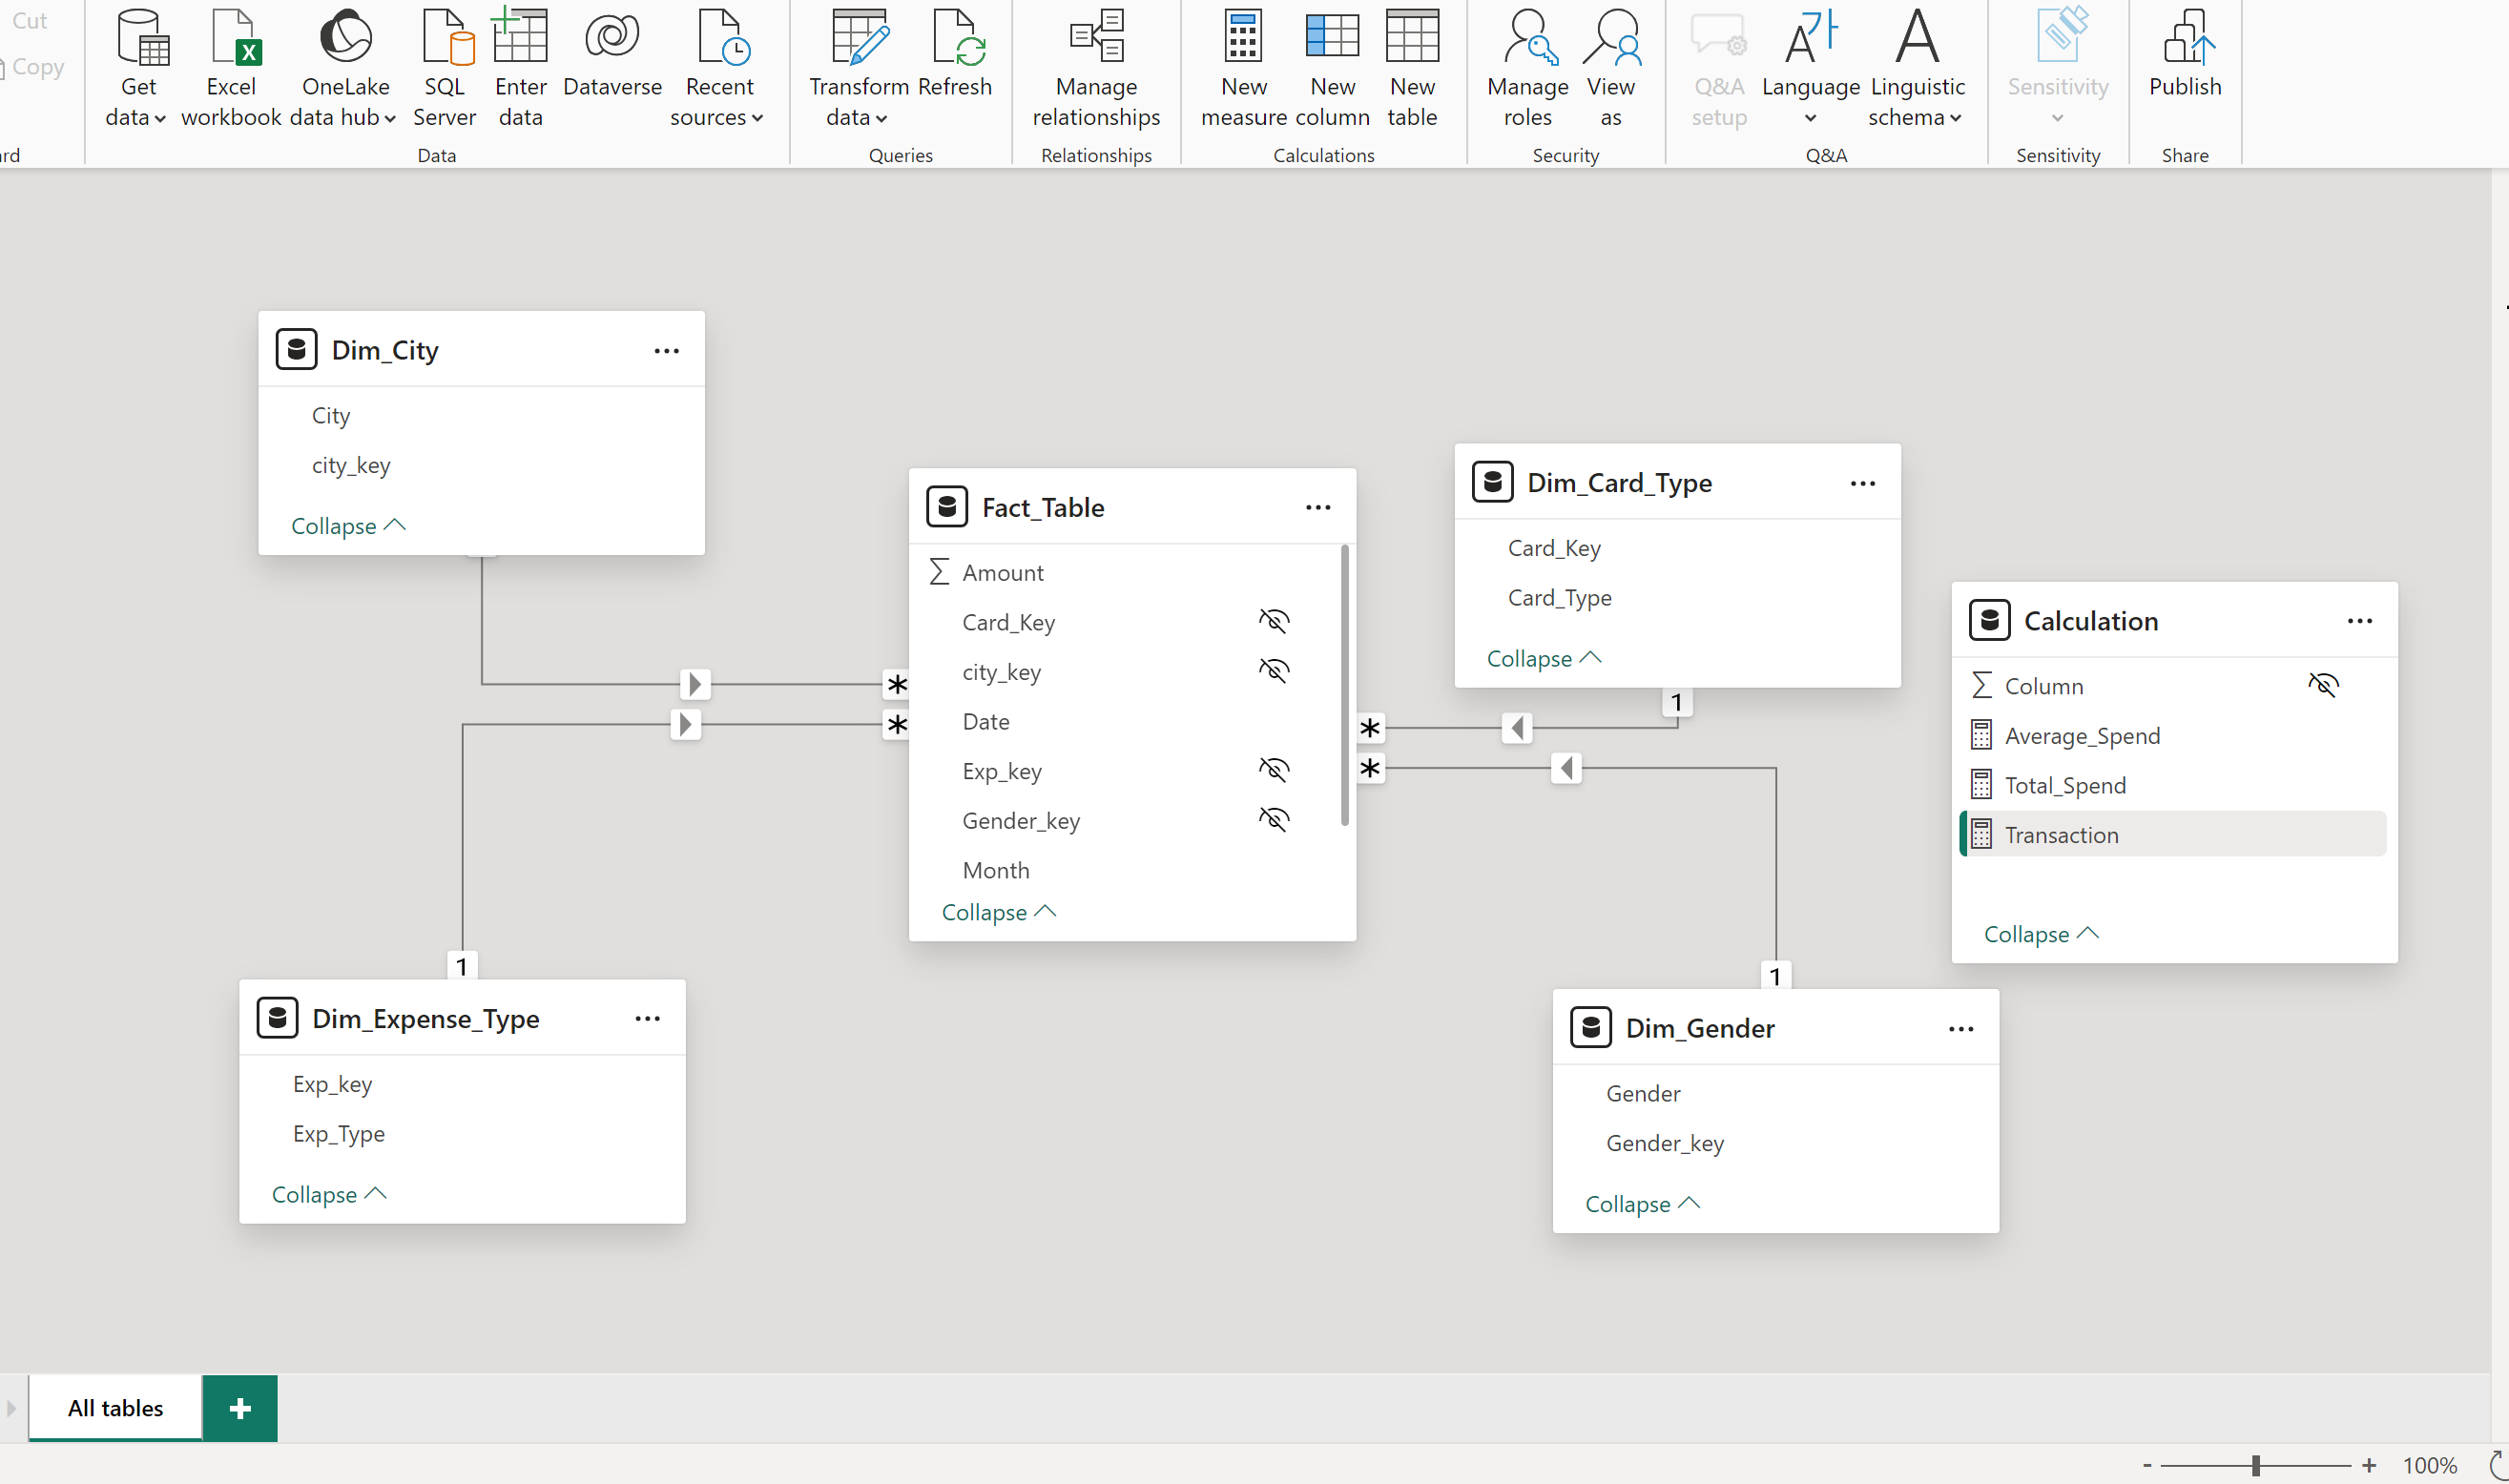 Cut
Copy
Get data
Excel workbook
OneLake data hub
SQL Server
Enter data
Dataverse
Recent sources
Data
Transform data
Refresh
Queries
Manage relationships
Relationships
New measure
New column
New table
Calculations
Manage roles
View as
Security
Q&A setup
Language
Linguistic schema
Q&A
Sensitivity
Sensitivity
Publish
Share
Dim_City
City
city_key
Collapse
Fact_Table
Amount
Card_Key
city_key
Date
Exp_key
Gender_key
Month
Collapse
Dim_Card_Type
Card_Key
Card_Type
Collapse
Calculation
Column
Average_Spend
Total_Spend
Transaction
Collapse
*
*
*
*
1
1
1
Dim_Expense_Type
Exp_key
Exp_Type
Collapse
Dim_Gender
Gender
Gender_key
Collapse
All tables
+
- + 100%